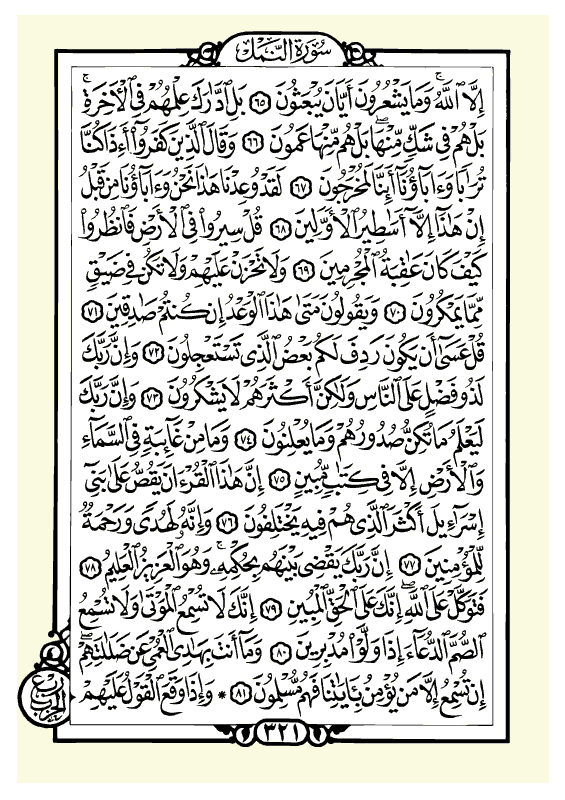 سورة النمل
إِلَّا ٱللَّهُ ۚ وَمَا يَشْعُرُونَ أَيَّانَ يُبْعَثُونَ ٦٥ بَلِ ٱدَّٰرَكَ عِلْمُهُمْ فِى ٱلْءَاخِرَةِ ۚ
بَلْ هُمْ فِى شَكٍّ مِّنْهَا ۖ بَلْ هُم مِّنْهَا عَمُونَ ٦٦ وَقَالَ ٱلَّذِينَ كَفَرُوٓا۟ أَءِذَا كُنَّا
تُرَٰبًا وَءَابَآؤُنَآ أَئِنَّا لَمُخْرَجُونَ ٦٧ لَقَدْ وُعِدْنَا هَٰذَا نَحْنُ وَءَابَآؤُنَا مِن قَبْلُ
إِنْ هَٰذَآ إِلَّآ أَسَٰطِيرُ ٱلْأَوَّلِينَ ٦٨ قُلْ سِيرُوا۟ فِى ٱلْأَرْضِ فَٱنظُرُوا۟
كَيْفَ كَانَ عَٰقِبَةُ ٱلْمُجْرِمِينَ ٦٩ وَلَا تَحْزَنْ عَلَيْهِمْ وَلَا تَكُن فِى ضَيْقٍ
مِّمَّا يَمْكُرُونَ ٧٠ وَيَقُولُونَ مَتَىٰ هَٰذَا ٱلْوَعْدُ إِن كُنتُمْ صَٰدِقِينَ ٧١
قُلْ عَسَىٰٓ أَن يَكُونَ رَدِفَ لَكُم بَعْضُ ٱلَّذِى تَسْتَعْجِلُونَ ٧٢ وَإِنَّ رَبَّكَ
لَذُو فَضْلٍ عَلَى ٱلنَّاسِ وَلَٰكِنَّ أَكْثَرَهُمْ لَا يَشْكُرُونَ ٧٣ وَإِنَّ رَبَّكَ
لَيَعْلَمُ مَا تُكِنُّ صُدُورُهُمْ وَمَا يُعْلِنُونَ ٧٤ وَمَا مِنْ غَآئِبَةٍ فِى ٱلسَّمَآءِ
وَٱلْأَرْضِ إِلَّا فِى كِتَٰبٍ مُّبِينٍ ٧٥ إِنَّ هَٰذَا ٱلْقُرْءَانَ يَقُصُّ عَلَىٰ بَنِىٓ
إِسْرَٰٓءِيلَ أَكْثَرَ ٱلَّذِى هُمْ فِيهِ يَخْتَلِفُونَ ٧٦ وَإِنَّهُۥ لَهُدًى وَرَحْمَةٌ
لِّلْمُؤْمِنِينَ ٧٧ إِنَّ رَبَّكَ يَقْضِى بَيْنَهُم بِحُكْمِهِۦ ۚ وَهُوَ ٱلْعَزِيزُ ٱلْعَلِيمُ ٧٨
فَتَوَكَّلْ عَلَى ٱللَّهِ ۖ إِنَّكَ عَلَى ٱلْحَقِّ ٱلْمُبِينِ ٧٩ إِنَّكَ لَا تُسْمِعُ ٱلْمَوْتَىٰ وَلَا تُسْمِعُ
ٱلصُّمَّ ٱلدُّعَآءَ إِذَا وَلَّوْا۟ مُدْبِرِينَ ٨٠ وَمَآ أَنتَ بِهَٰدِى ٱلْعُمْىِ عَن ضَلَٰلَتِهِمْ ۖ
إِن تُسْمِعُ إِلَّا مَن يُؤْمِنُ بِـَٔايَٰتِنَا فَهُم مُّسْلِمُونَ ٨١ * وَإِذَا وَقَعَ ٱلْقَوْلُ عَلَيْهِمْ
ربع الحزب
٣٢١